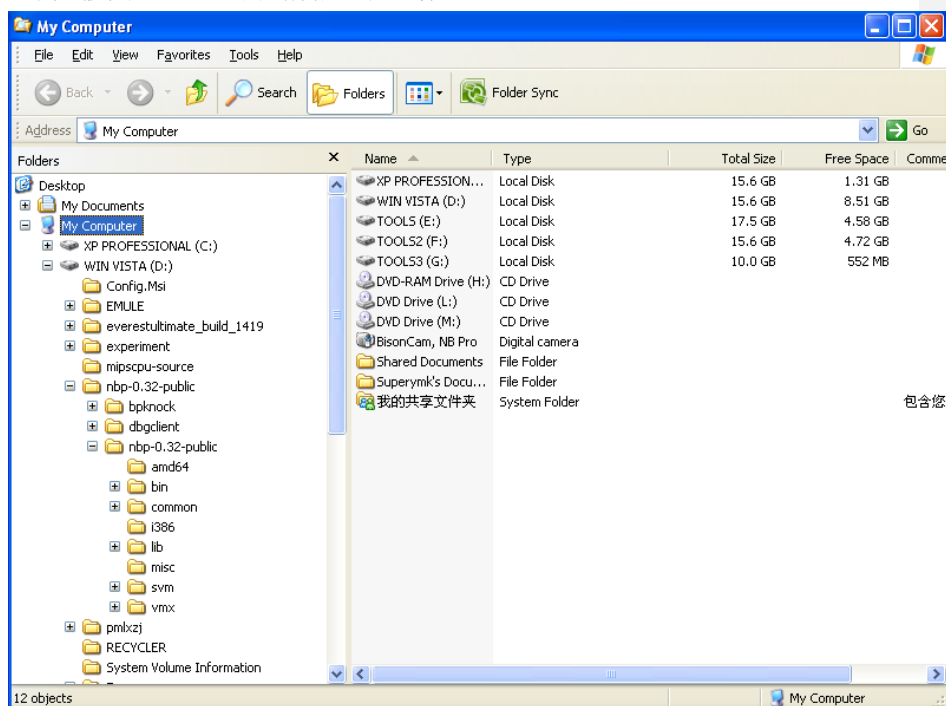 My Computer
File Edit View Favorites Tools Help
Back Search Folders Folder Sync
Address My Computer Go
Folders Name Type Total Size Free Space Comme
Desktop
My Documents
My Computer
XP PROFESSIONAL (C:)
WIN VISTA (D:)
Config.Msi
EMULE
everestultimate_build_1419
experiment
mipscpu-source
nbp-0.32-public
bpknock
dbgclient
nbp-0.32-public
amd64
bin
common
i386
lib
misc
svm
vmx
pmlxzj
RECYCLER
System Volume Information
XP PROFESSION... Local Disk 15.6 GB 1.31 GB
WIN VISTA (D:) Local Disk 15.6 GB 8.51 GB
TOOLS (E:) Local Disk 17.5 GB 4.58 GB
TOOLS2 (F:) Local Disk 15.6 GB 4.72 GB
TOOLS3 (G:) Local Disk 10.0 GB 552 MB
DVD-RAM Drive (H:) CD Drive
DVD Drive (L:) CD Drive
DVD Drive (M:) CD Drive
BisonCam, NB Pro Digital camera
Shared Documents File Folder
Superymk's Docu... File Folder
我的共享文件夹 System Folder 包含您
12 objects My Computer